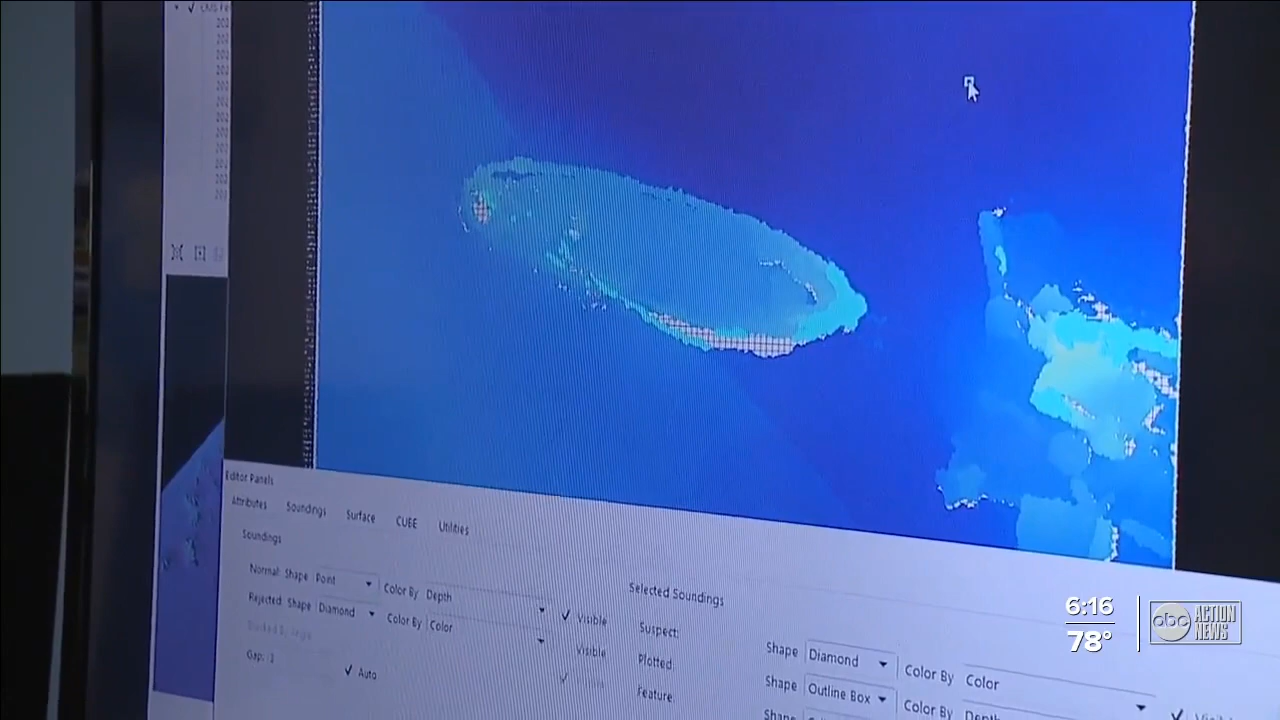 Editor Panels
Attributes Soundings Surface CUBE Utilities
Soundings
Normal: Shape Point Color By Depth Visible
Rejected: Shape Diamond Color By Color Visible
Gap:
Auto
Selected Soundings
Suspect: Shape Diamond Color By Color
Plotted: Shape Outline Box Color By Depth
Feature: Shape
6:16
78°
abc ACTION NEWS